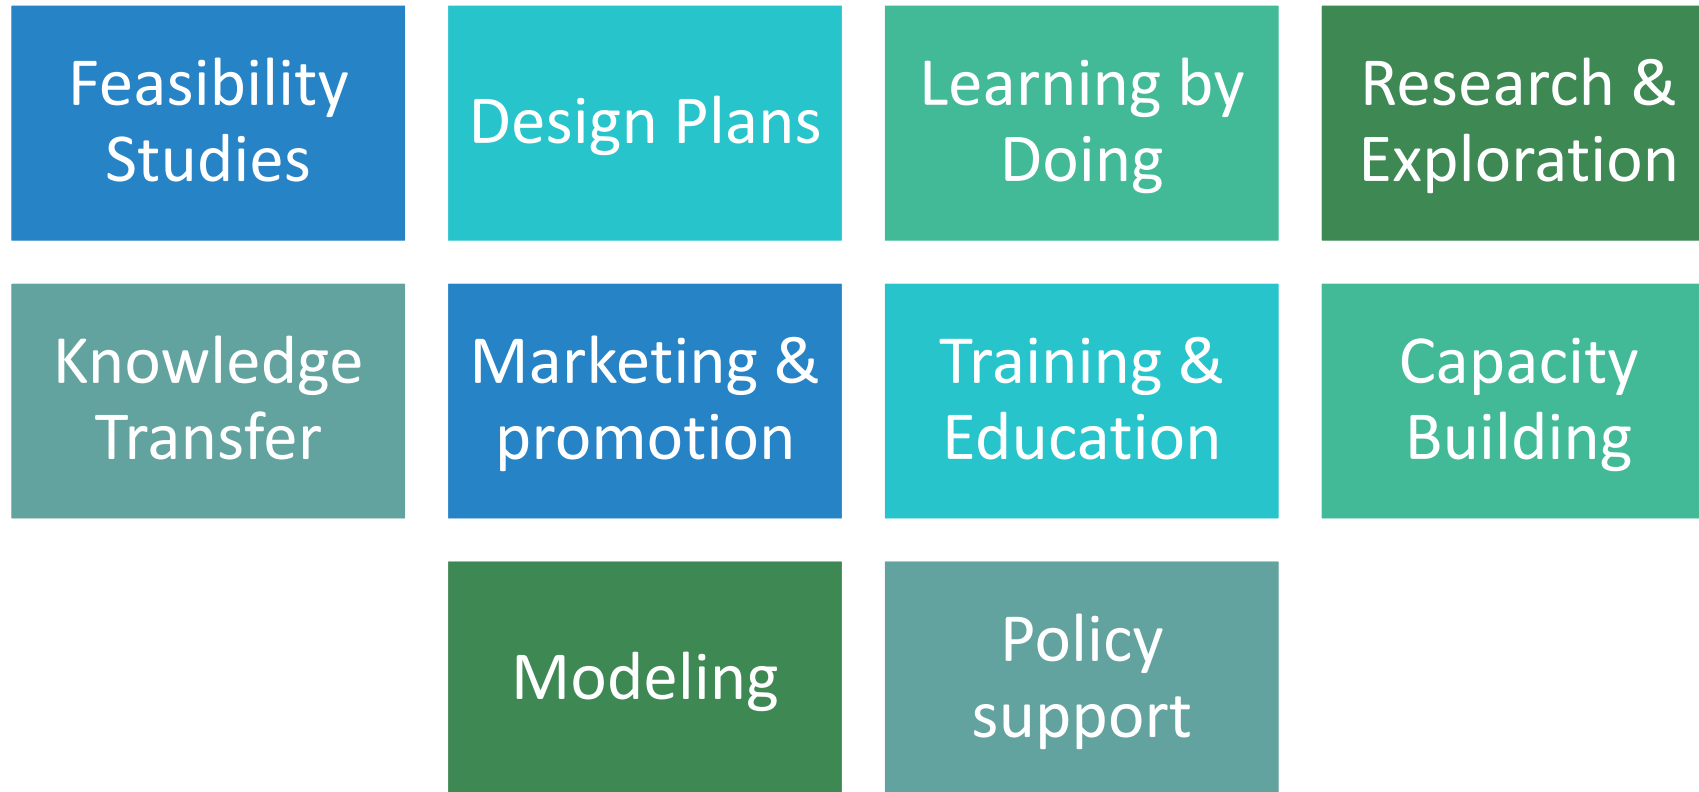 Feasibility
Studies
Design Plans
Learning by
Doing
Research &
Exploration
Knowledge
Transfer
Marketing &
promotion
Training &
Education
Capacity
Building
Modeling
Policy
support